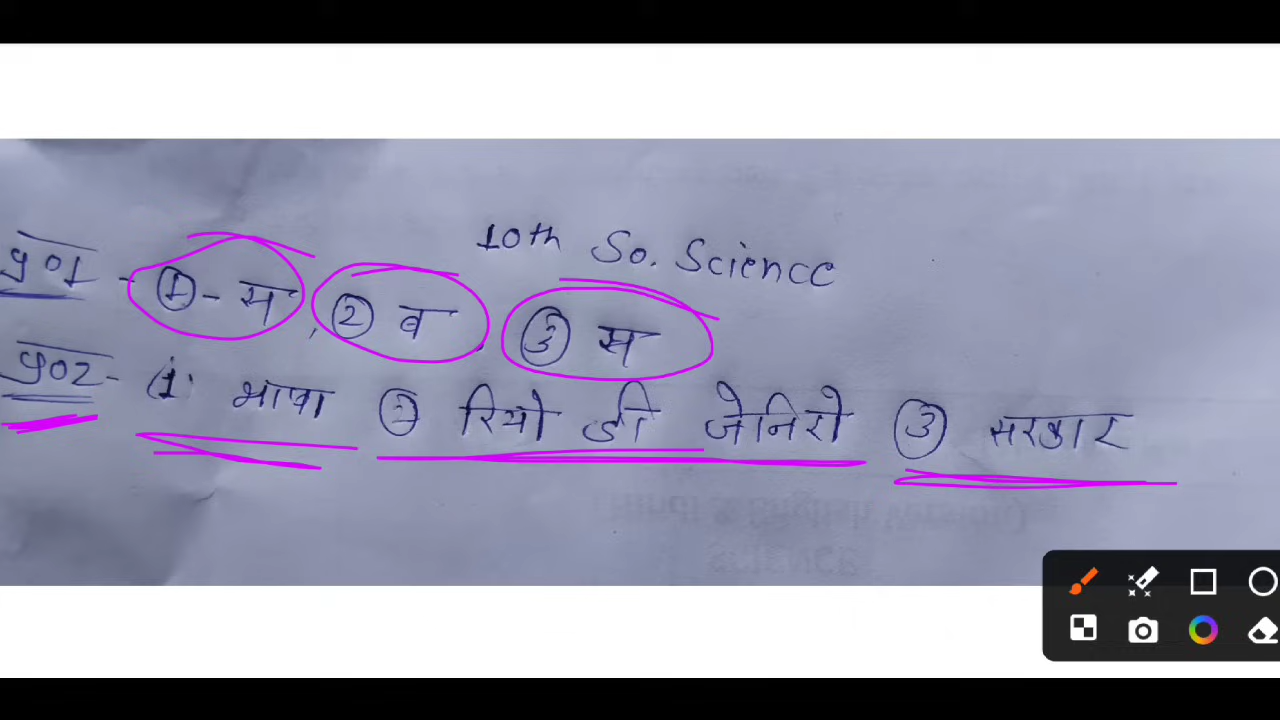 10th So. Science
प्र01 - ① - स , ② ब , ③ स
प्र02 - (1) भाषा ② रियो डी जेनिरो ③ सरकार